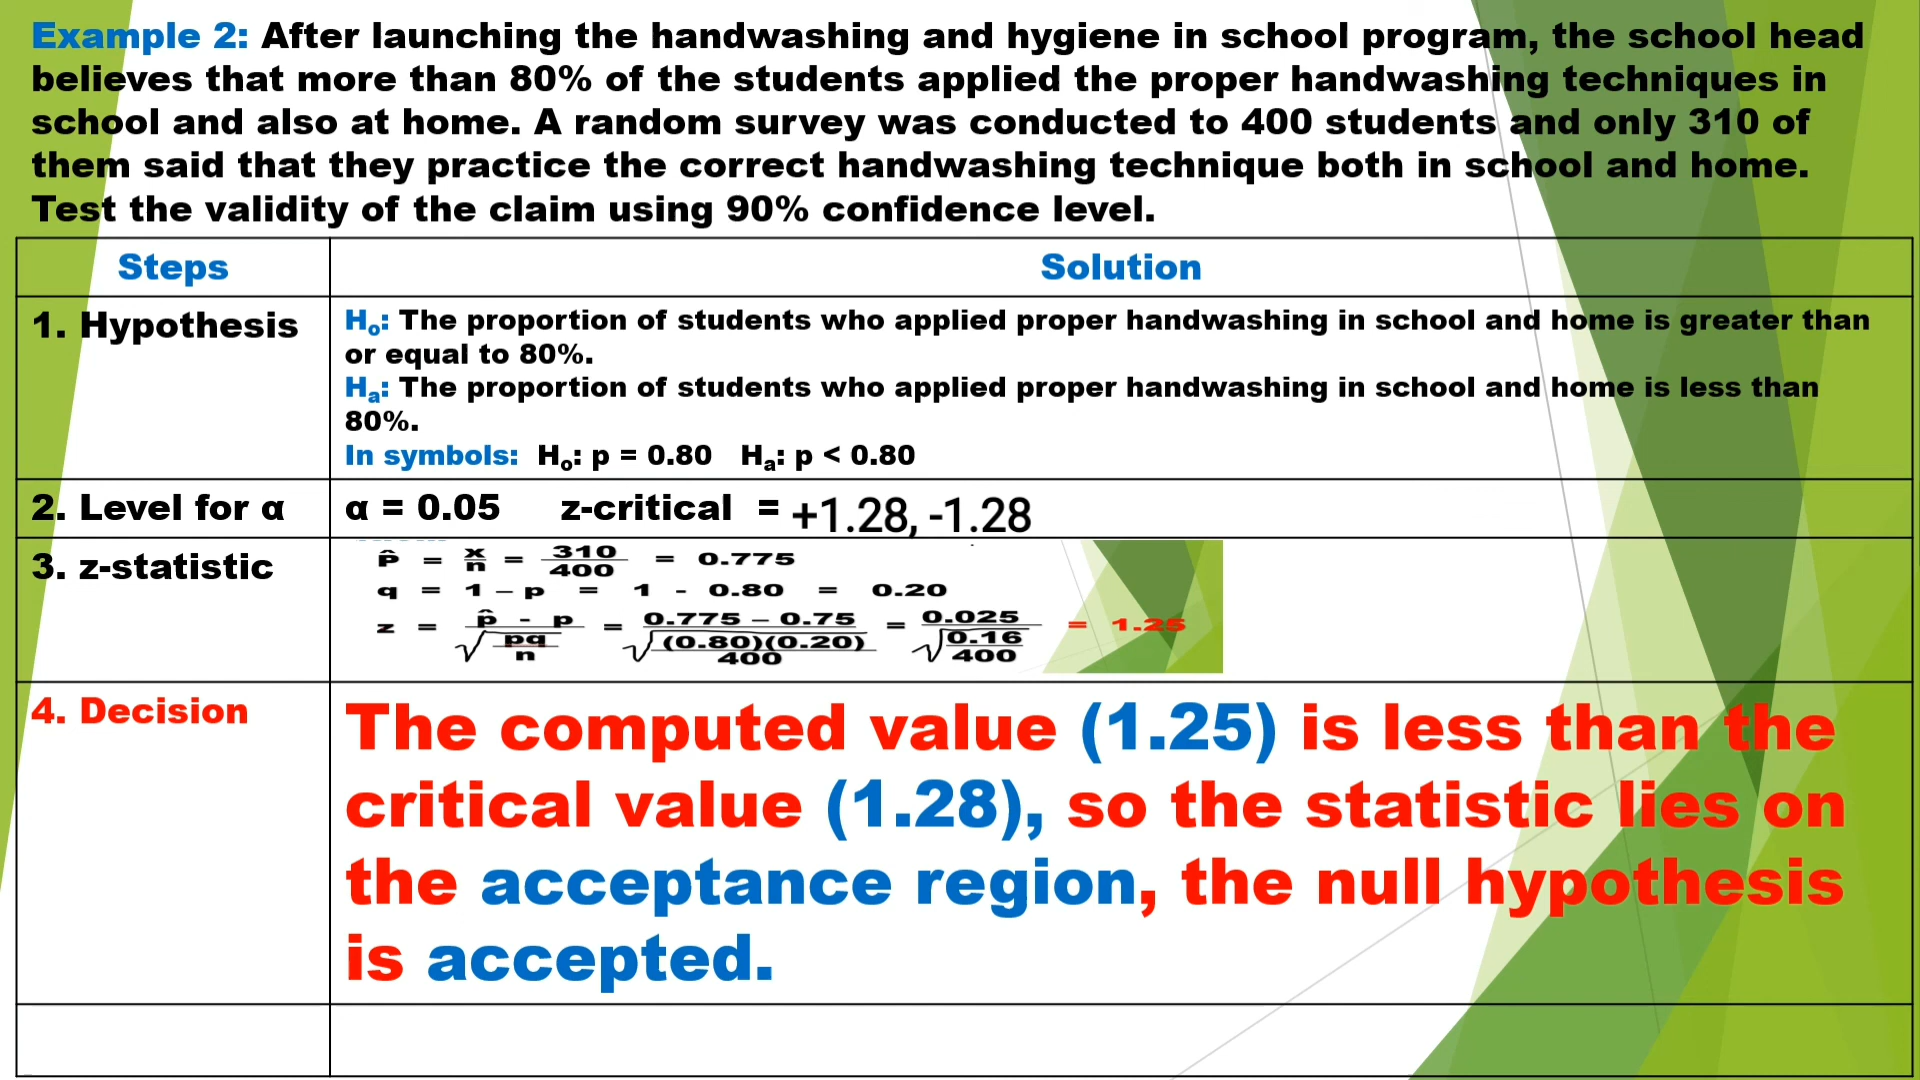 Example 2: After launching the handwashing and hygiene in school program, the school head
believes that more than 80% of the students applied the proper handwashing techniques in
school and also at home. A random survey was conducted to 400 students and only 310 of
them said that they practice the correct handwashing technique both in school and home.
Test the validity of the claim using 90% confidence level.
Steps Solution
1. Hypothesis
Ho: The proportion of students who applied proper handwashing in school and home is greater than
or equal to 80%.
Ha: The proportion of students who applied proper handwashing in school and home is less than
80%.
In symbols: Ho: p = 0.80 Ha: p < 0.80
2. Level for α α = 0.05 z-critical = +1.28, -1.28
3. z-statistic
p̂ = x/n = 310/400 = 0.775
q = 1 – p = 1 - 0.80 = 0.20
z = p̂ - p / √(pq/n) = 0.775 – 0.75 / √((0.80)(0.20)/400) = 0.025 / √(0.16/400) = 1.25
4. Decision
The computed value (1.25) is less than the
critical value (1.28), so the statistic lies on
the acceptance region, the null hypothesis
is accepted.